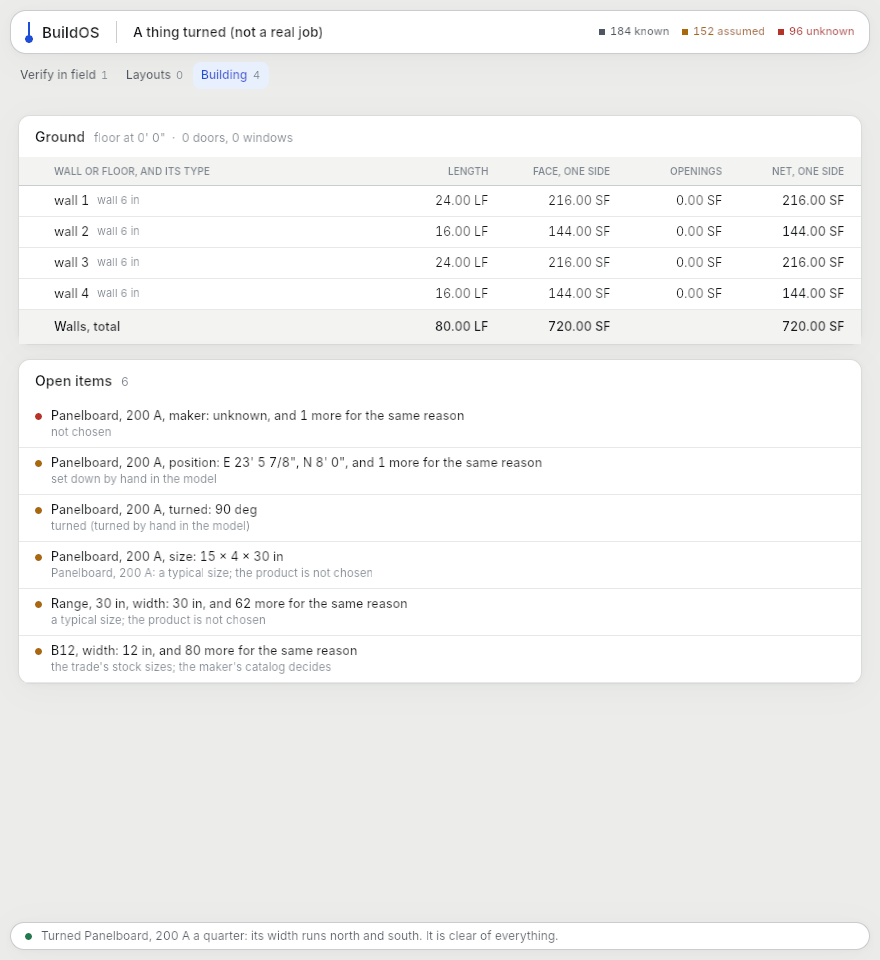 BuildOS
A thing turned (not a real job)
184 known 152 assumed 96 unknown
Verify in field 1 Layouts 0 Building 4
Ground floor at 0' 0" · 0 doors, 0 windows
WALL OR FLOOR, AND ITS TYPE LENGTH FACE, ONE SIDE OPENINGS NET, ONE SIDE
wall 1 wall 6 in 24.00 LF 216.00 SF 0.00 SF 216.00 SF
wall 2 wall 6 in 16.00 LF 144.00 SF 0.00 SF 144.00 SF
wall 3 wall 6 in 24.00 LF 216.00 SF 0.00 SF 216.00 SF
wall 4 wall 6 in 16.00 LF 144.00 SF 0.00 SF 144.00 SF
Walls, total 80.00 LF 720.00 SF 720.00 SF
Open items 6
Panelboard, 200 A, maker: unknown, and 1 more for the same reason
not chosen
Panelboard, 200 A, position: E 23' 5 7/8", N 8' 0", and 1 more for the same reason
set down by hand in the model
Panelboard, 200 A, turned: 90 deg
turned (turned by hand in the model)
Panelboard, 200 A, size: 15 × 4 × 30 in
Panelboard, 200 A: a typical size; the product is not chosen
Range, 30 in, width: 30 in, and 62 more for the same reason
a typical size; the product is not chosen
B12, width: 12 in, and 80 more for the same reason
the trade's stock sizes; the maker's catalog decides
Turned Panelboard, 200 A a quarter: its width runs north and south. It is clear of everything.